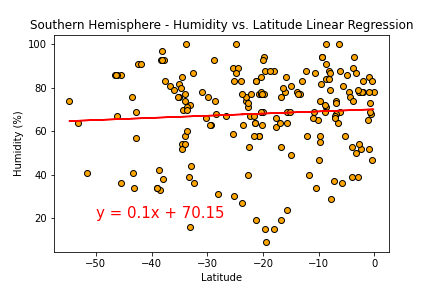 Southern Hemisphere - Humidity vs. Latitude Linear Regression
100
80
60
40
20
Humidity (%)
y = 0.1x + 70.15
−50 −40 −30 −20 −10 0
Latitude